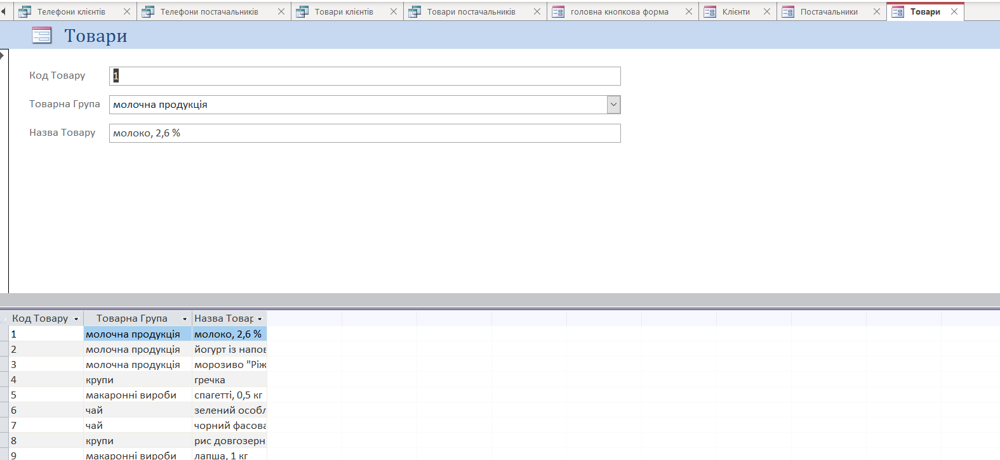 Телефони клієнтів Телефони постачальників Товари клієнтів Товари постачальників головна кнопкова форма Клієнти Постачальники Товари
Товари
Код Товару 1
Товарна Група молочна продукція
Назва Товару молоко, 2,6 %
Код Товару Товарна Група Назва Товар
1 молочна продукція молоко, 2,6 %
2 молочна продукція йогурт із напов
3 молочна продукція морозиво "Ріж
4 крупи гречка
5 макаронні вироби спагетті, 0,5 кг
6 чай зелений особл
7 чай чорний фасова
8 крупи рис довгозерн
9 макаронні вироби лапша, 1 кг